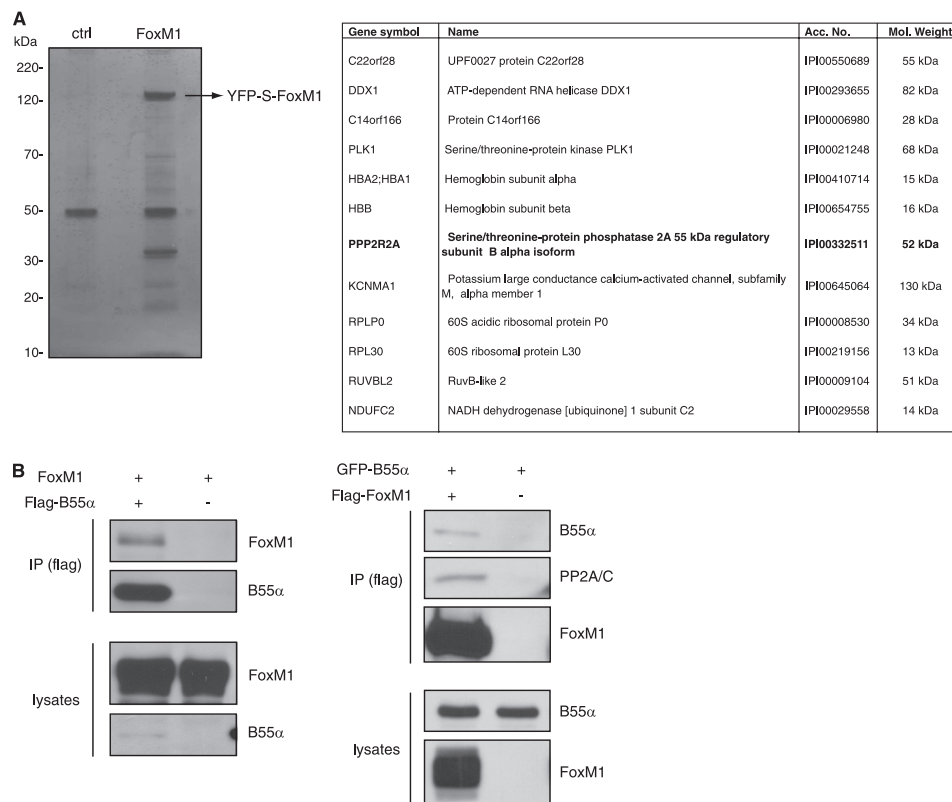 A
ctrl FoxM1
kDa
220-
120-
70-
50-
30-
20-
10-
YFP-S-FoxM1
Gene symbol Name Acc. No. Mol. Weight
C22orf28 UPF0027 protein C22orf28 IPI00550689 55 kDa
DDX1 ATP-dependent RNA helicase DDX1 IPI00293655 82 kDa
C14orf166 Protein C14orf166 IPI00006980 28 kDa
PLK1 Serine/threonine-protein kinase PLK1 IPI00021248 68 kDa
HBA2;HBA1 Hemoglobin subunit alpha IPI00410714 15 kDa
HBB Hemoglobin subunit beta IPI00654755 16 kDa
PPP2R2A Serine/threonine-protein phosphatase 2A 55 kDa regulatory IPI00332511 52 kDa
subunit B alpha isoform
KCNMA1 Potassium large conductance calcium-activated channel, subfamily IPI00645064 130 kDa
M, alpha member 1
RPLP0 60S acidic ribosomal protein P0 IPI00008530 34 kDa
RPL30 60S ribosomal protein L30 IPI00219156 13 kDa
RUVBL2 RuvB-like 2 IPI00009104 51 kDa
NDUFC2 NADH dehydrogenase [ubiquinone] 1 subunit C2 IPI00029558 14 kDa
B
FoxM1 + +
Flag-B55α + -
IP (flag)
FoxM1
B55α
lysates
FoxM1
B55α
GFP-B55α + +
Flag-FoxM1 + -
IP (flag)
B55α
PP2A/C
FoxM1
lysates
B55α
FoxM1